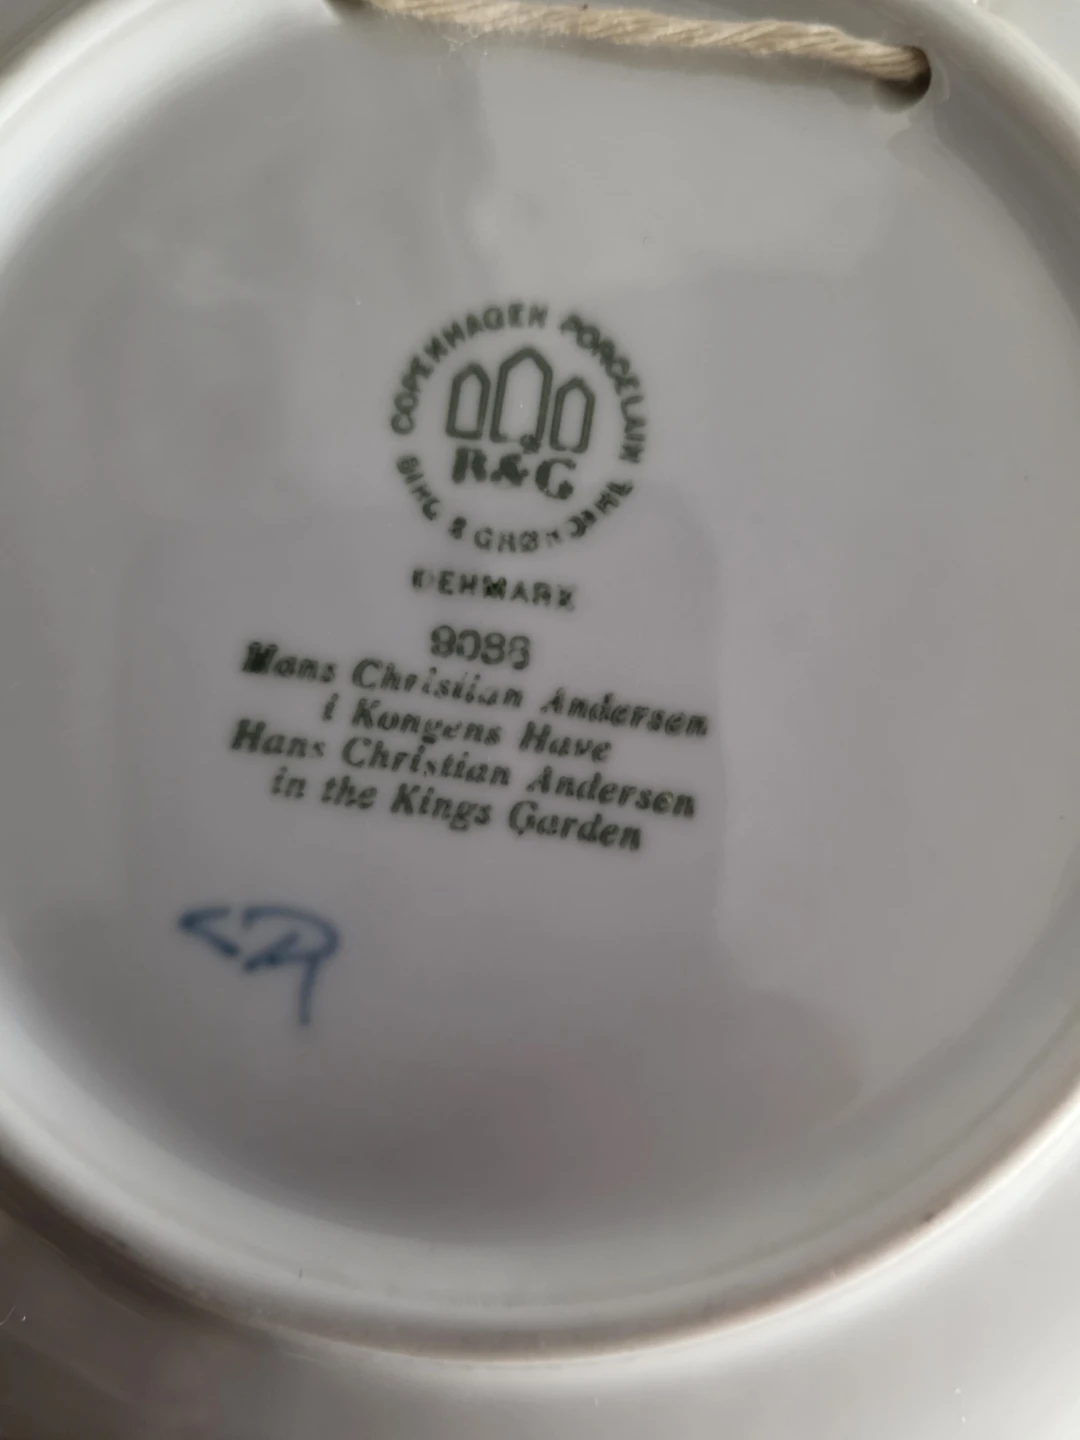 COPENHAGEN PORCELAIN
B&G
BING & GRØNDAHL
DENMARK
9086
Hans Christian Andersen
i Kongens Have
Hans Christian Andersen
in the Kings Garden